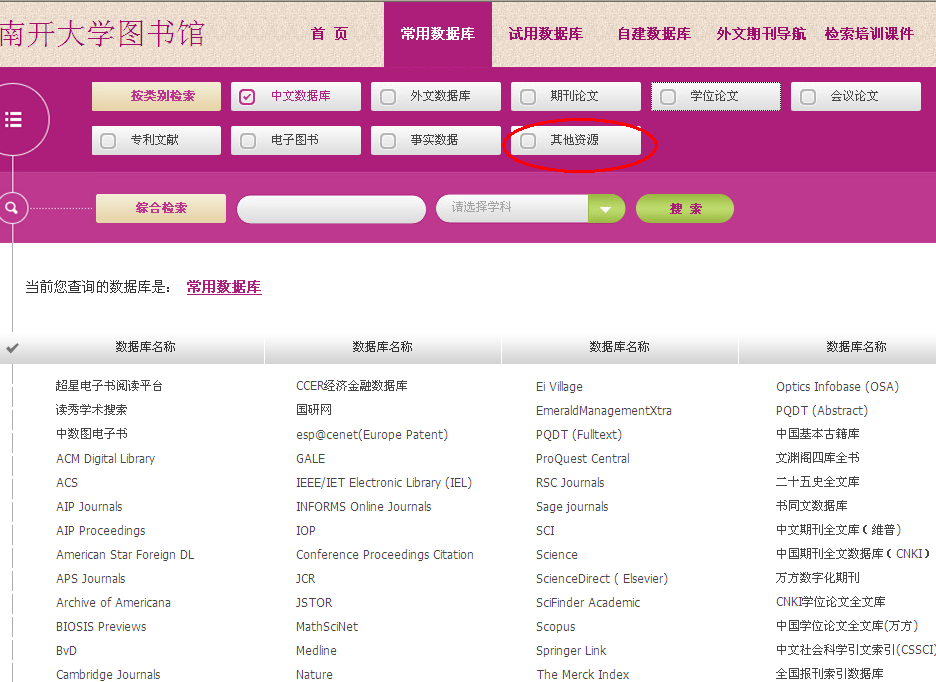 南开大学图书馆
首 页 常用数据库 试用数据库 自建数据库 外文期刊导航 检索培训课件
按类别检索 中文数据库 外文数据库 期刊论文 学位论文 会议论文
专利文献 电子图书 事实数据 其他资源
综合检索 请选择学科 搜 索
当前您查询的数据库是： 常用数据库
数据库名称 数据库名称 数据库名称 数据库名称
超星电子书阅读平台 CCER经济金融数据库 Ei Village Optics Infobase (OSA)
读秀学术搜索 国研网 EmeraldManagementXtra PQDT (Abstract)
中数图电子书 esp@cenet(Europe Patent) PQDT (Fulltext) 中国基本古籍库
ACM Digital Library GALE ProQuest Central 文渊阁四库全书
ACS IEEE/IET Electronic Library (IEL) RSC Journals 二十五史全文库
AIP Journals INFORMS Online Journals Sage journals 书同文数据库
AIP Proceedings IOP SCI 中文期刊全文库（维普）
American Star Foreign DL Conference Proceedings Citation Science 中国期刊全文数据库（CNKI）
APS Journals JCR ScienceDirect ( Elsevier) 万方数字化期刊
Archive of Americana JSTOR SciFinder Academic CNKI学位论文全文库
BIOSIS Previews MathSciNet Scopus 中国学位论文全文库(万方)
BvD Medline Springer Link 中文社会科学引文索引(CSSCI)
Cambridge Journals Nature The Merck Index 全国报刊索引数据库